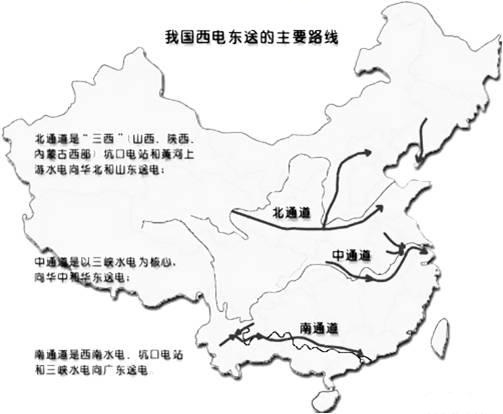 我国西电东送的主要路线
北通道是“三西”(山西、陕西、
内蒙古西部)坑口电站和黄河上
游水电向华北和山东送电;
北通道
中通道是以三峡水电为核心,
向华中和华东送电;
中通道
南通道
南通道是西南水电、坑口电站
和三峡水电向广东送电